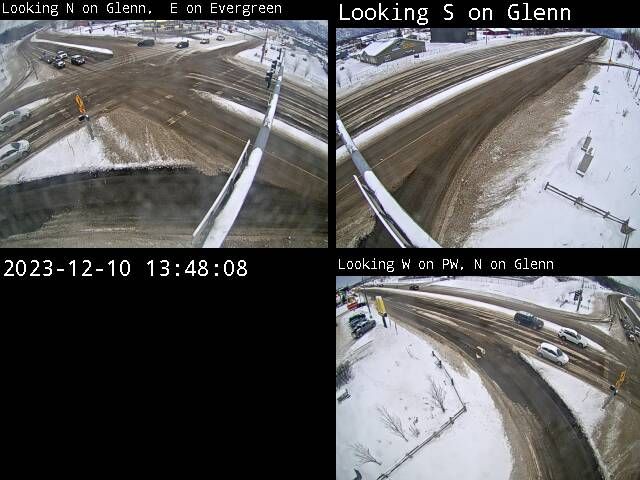 Looking N on Glenn,  E on Evergreen
Looking S on Glenn
2023-12-10 13:48:08
Looking W on PW, N on Glenn